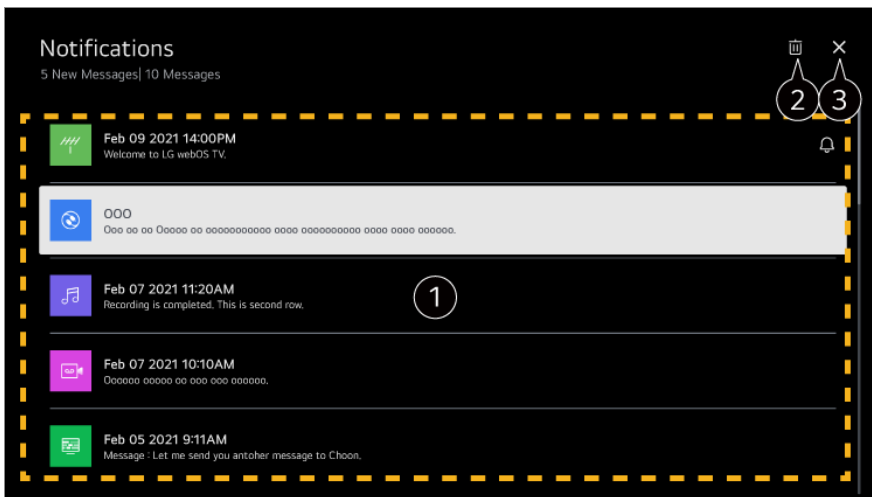 Notifications
5 New Messages| 10 Messages
2
3
Feb 09 2021 14:00PM
Welcome to LG webOS TV.
OOO
Ooo oo oo Ooooo oo ooooooooooo oooo oooooooooo oooo oooo oooooo.
Feb 07 2021 11:20AM
Recording is completed. This is second row.
1
Feb 07 2021 10:10AM
Oooooo ooooo oo ooo ooo oooooo.
Feb 05 2021 9:11AM
Message : Let me send you antoher message to Choon.